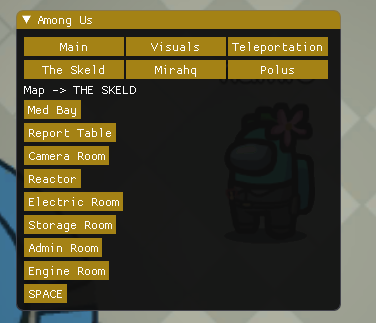 Among Us
Main Visuals Teleportation
The Skeld Mirahq Polus
Map -> THE SKELD
Med Bay
Report Table
Camera Room
Reactor
Electric Room
Storage Room
Admin Room
Engine Room
SPACE